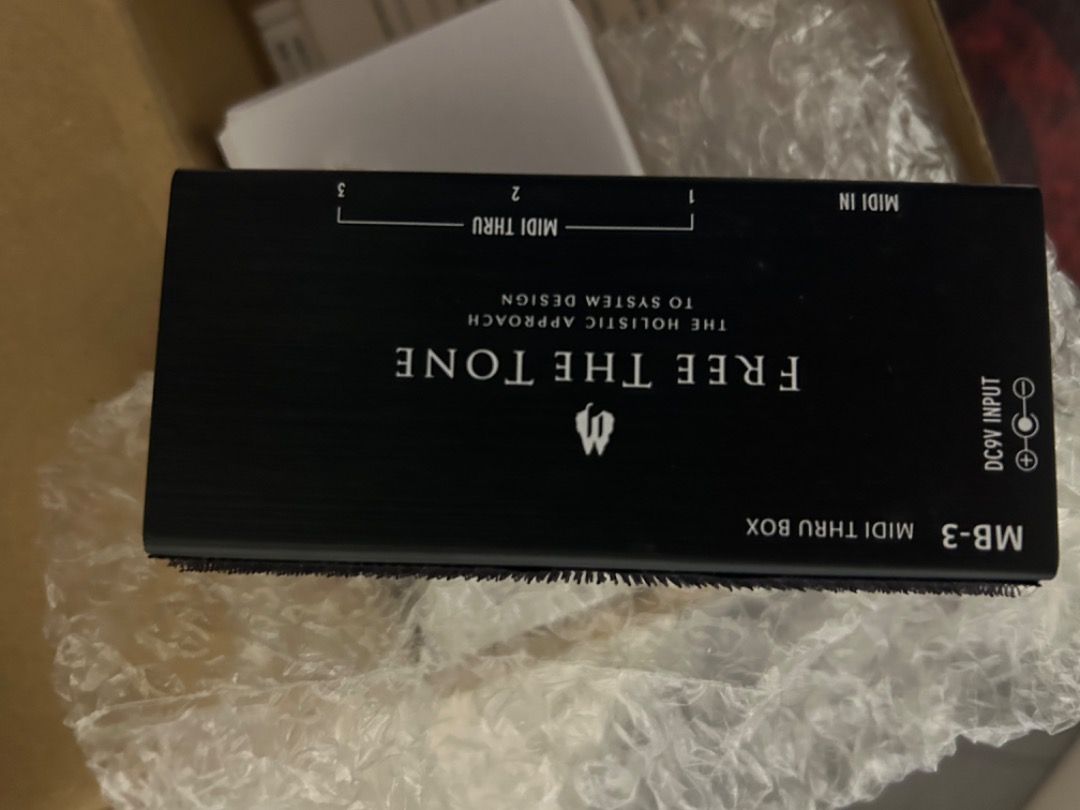 MB-3 MIDI THRU BOX
DC9V INPUT
FREE THE TONE
THE HOLISTIC APPROACH
TO SYSTEM DESIGN
MIDI THRU
MIDI IN 1 2 3